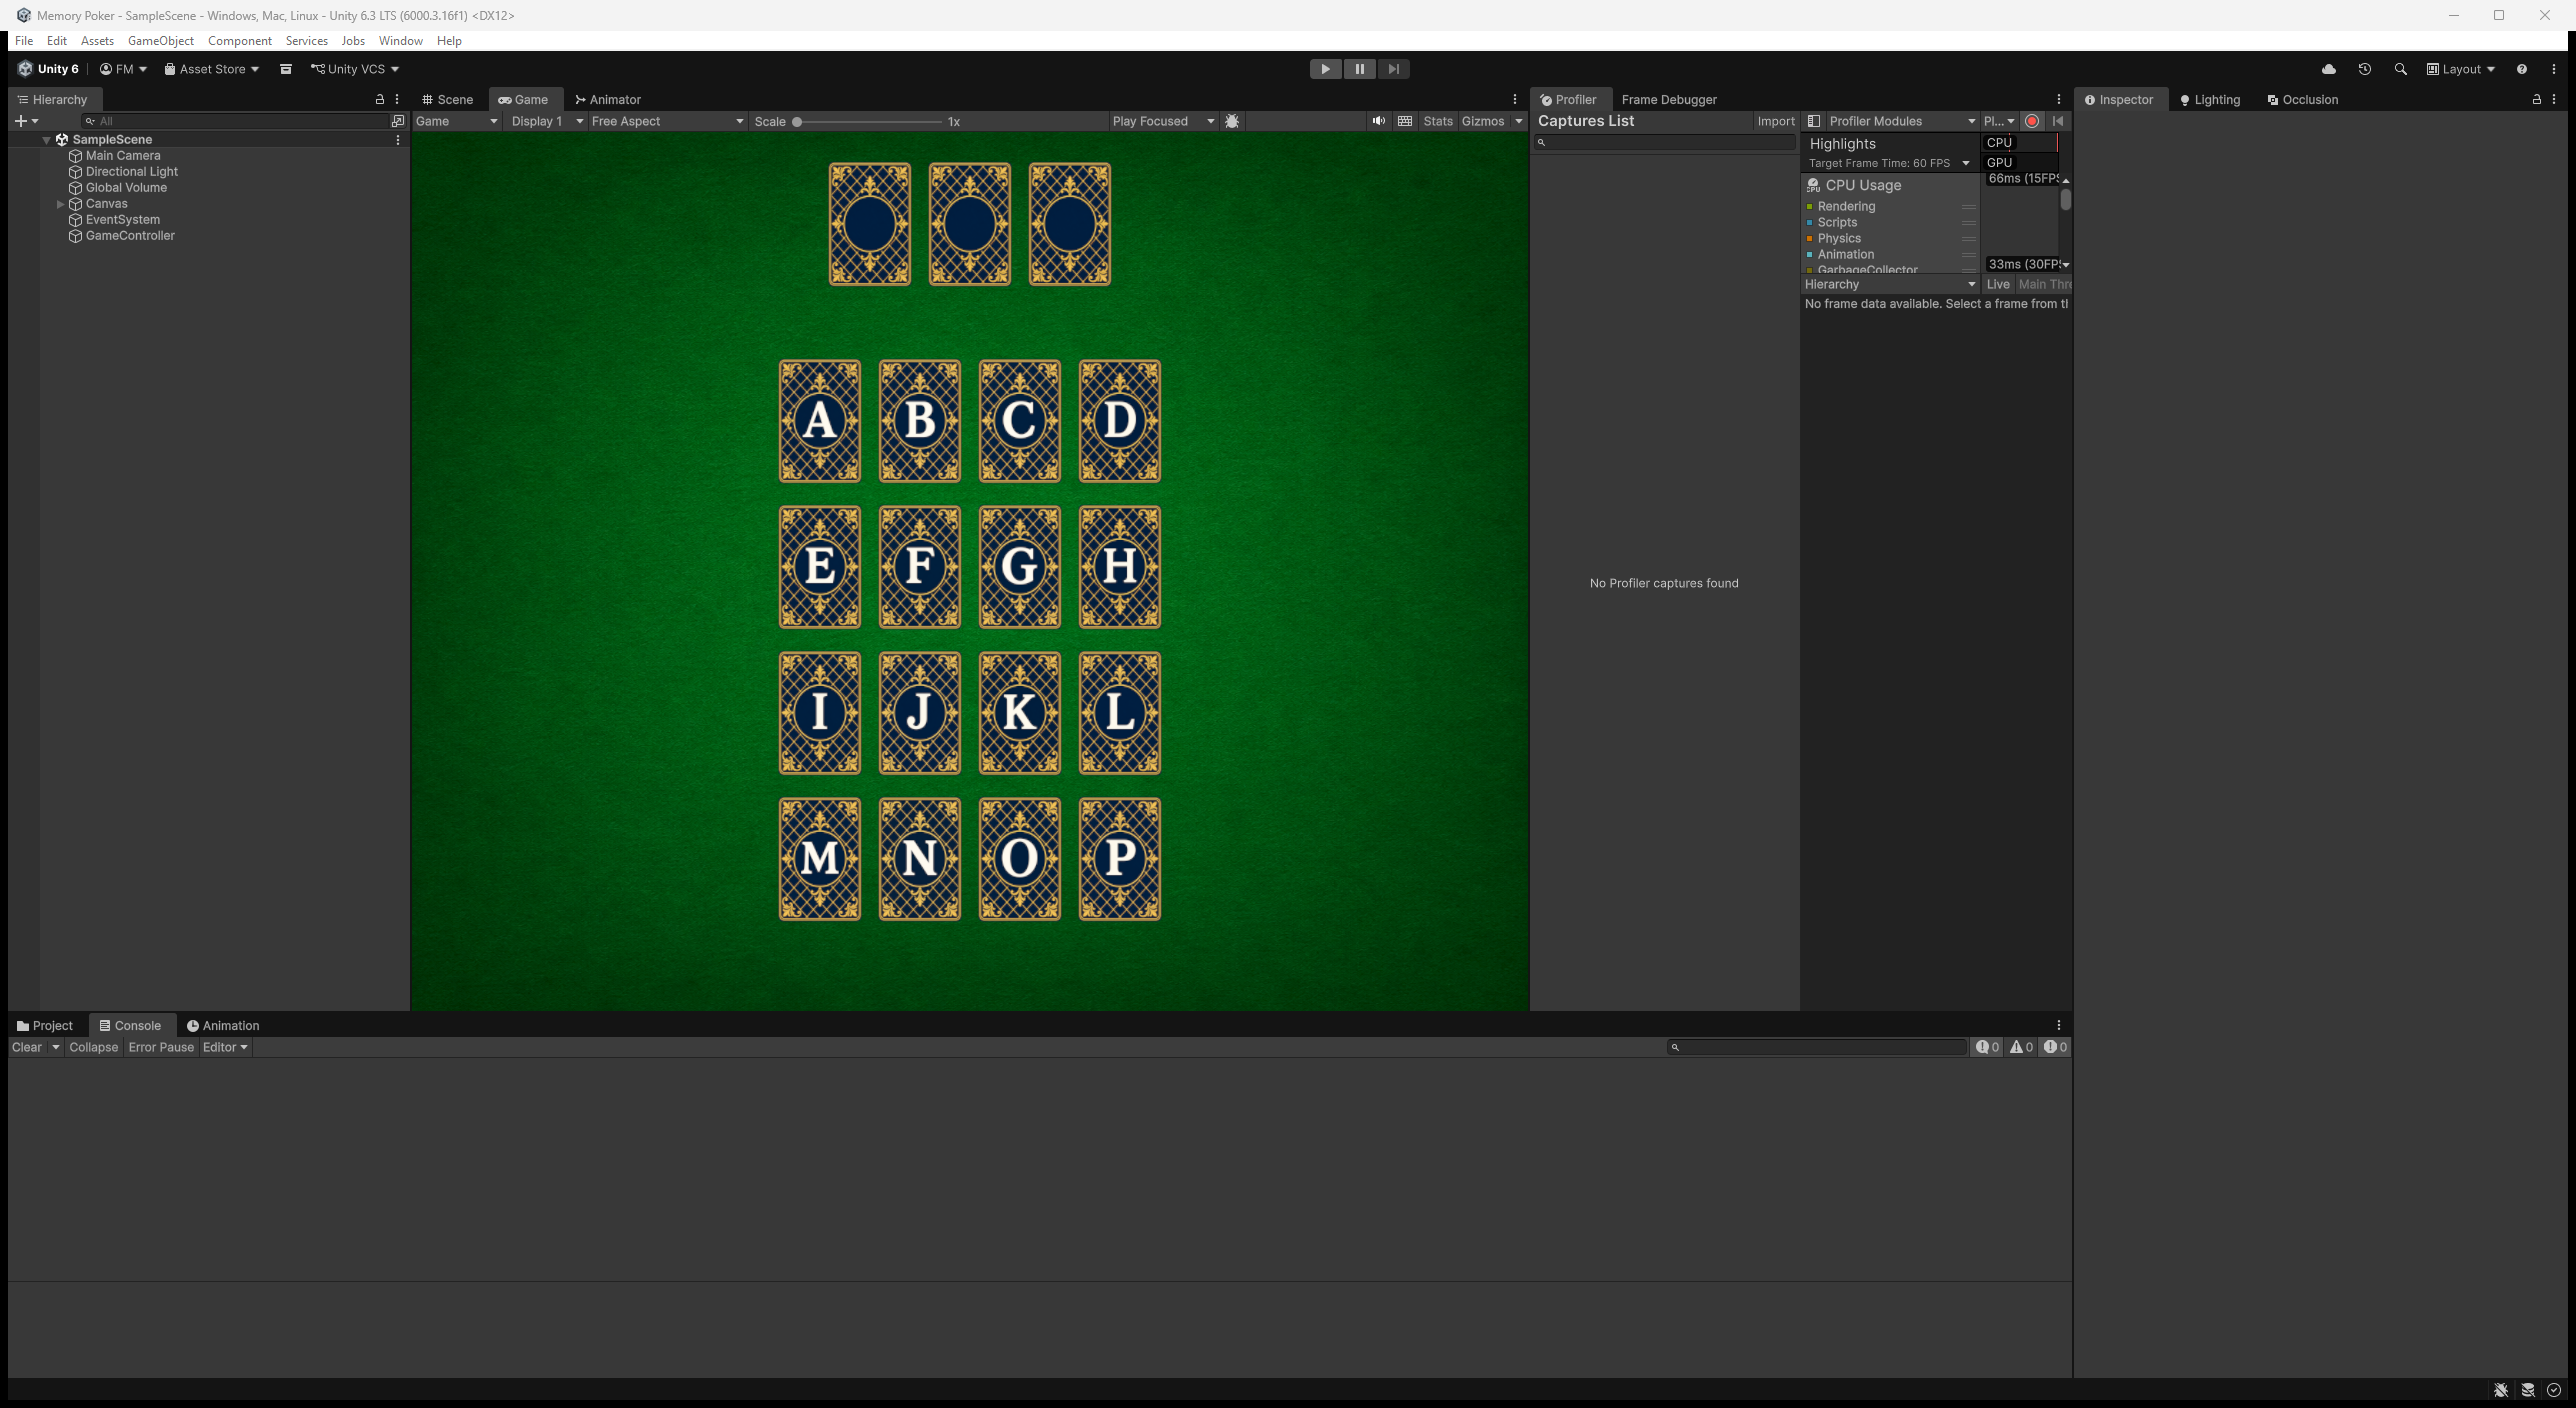 Memory Poker - SampleScene - Windows, Mac, Linux - Unity 6.3 LTS (6000.3.16f1) <DX12>
File Edit Assets GameObject Component Services Jobs Window Help
Unity 6 FM Asset Store Unity VCS Layout
Hierarchy Scene Game Animator Profiler Frame Debugger Inspector Lighting Occlusion
All Game Display 1 Free Aspect Scale 1x Play Focused Stats Gizmos Captures List Import Profiler Modules Pl...
SampleScene
Main Camera
Directional Light
Global Volume
Canvas
EventSystem
GameController
A B C D
E F G H
I J K L
M N O P
No Profiler captures found
Highlights CPU
Target Frame Time: 60 FPS GPU
CPU Usage 66ms (15FPS
Rendering
Scripts
Physics
Animation 33ms (30FPS
GarbageCollector
Hierarchy Live Main Thre
No frame data available. Select a frame from tl
Project Console Animation
Clear Collapse Error Pause Editor 0 0 0